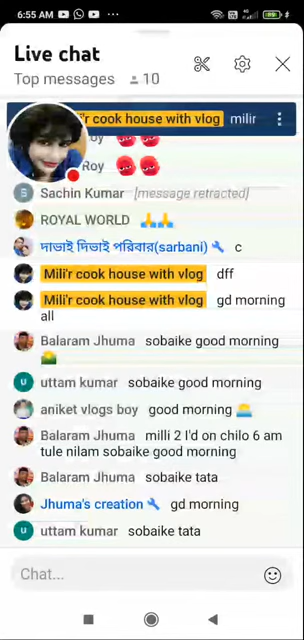 6:55 AM
55
Live chat
Top messages 10
cook house with vlog milir
Roy
Sachin Kumar [message retracted]
ROYAL WORLD 🙏🙏
দাভাই দিভাই পরিবার(sarbani) c
Mili'r cook house with vlog dff
Mili'r cook house with vlog gd morning
all
Balaram Jhuma sobaike good morning
uttam kumar sobaike good morning
aniket vlogs boy good morning
Balaram Jhuma milli 2 I'd on chilo 6 am
tule nilam sobaike good morning
Balaram Jhuma sobaike tata
Jhuma's creation gd morning
uttam kumar sobaike tata
Chat...